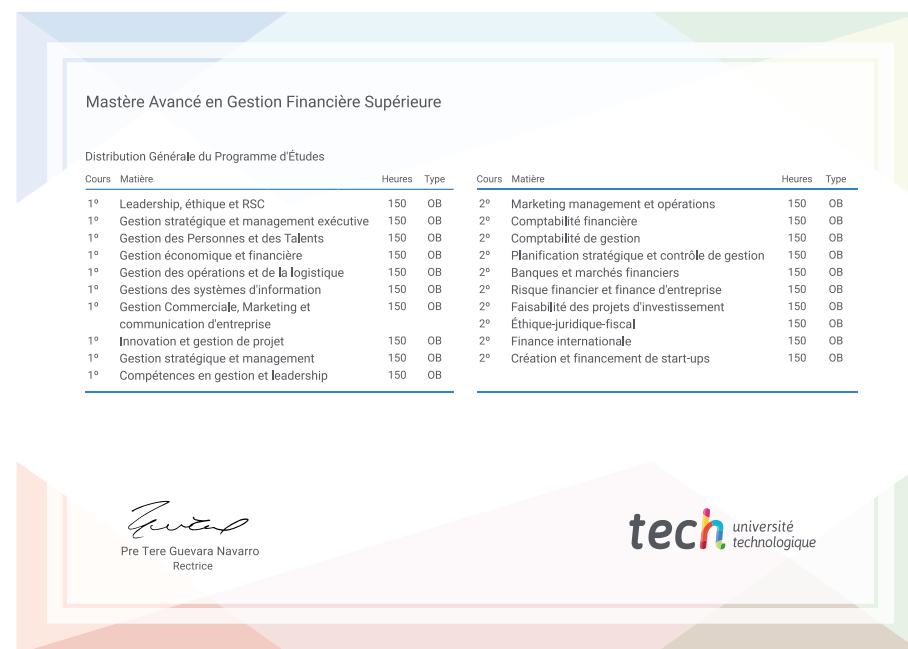 Mastère Avancé en Gestion Financière Supérieure
Distribution Générale du Programme d'Études
Cours Matière Heures Type
1º Leadership, éthique et RSC 150 OB
1º Gestion stratégique et management exécutive 150 OB
1º Gestion des Personnes et des Talents 150 OB
1º Gestion économique et financière 150 OB
1º Gestion des opérations et de la logistique 150 OB
1º Gestions des systèmes d'information 150 OB
1º Gestion Commerciale, Marketing et 150 OB
communication d'entreprise
1º Innovation et gestion de projet 150 OB
1º Gestion stratégique et management 150 OB
1º Compétences en gestion et leadership 150 OB
Cours Matière Heures Type
2º Marketing management et opérations 150 OB
2º Comptabilité financière 150 OB
2º Comptabilité de gestion 150 OB
2º Planification stratégique et contrôle de gestion 150 OB
2º Banques et marchés financiers 150 OB
2º Risque financier et finance d'entreprise 150 OB
2º Faisabilité des projets d'investissement 150 OB
2º Éthique-juridique-fiscal 150 OB
2º Finance internationale 150 OB
2º Création et financement de start-ups 150 OB
Pre Tere Guevara Navarro
Rectrice
tech université
technologique